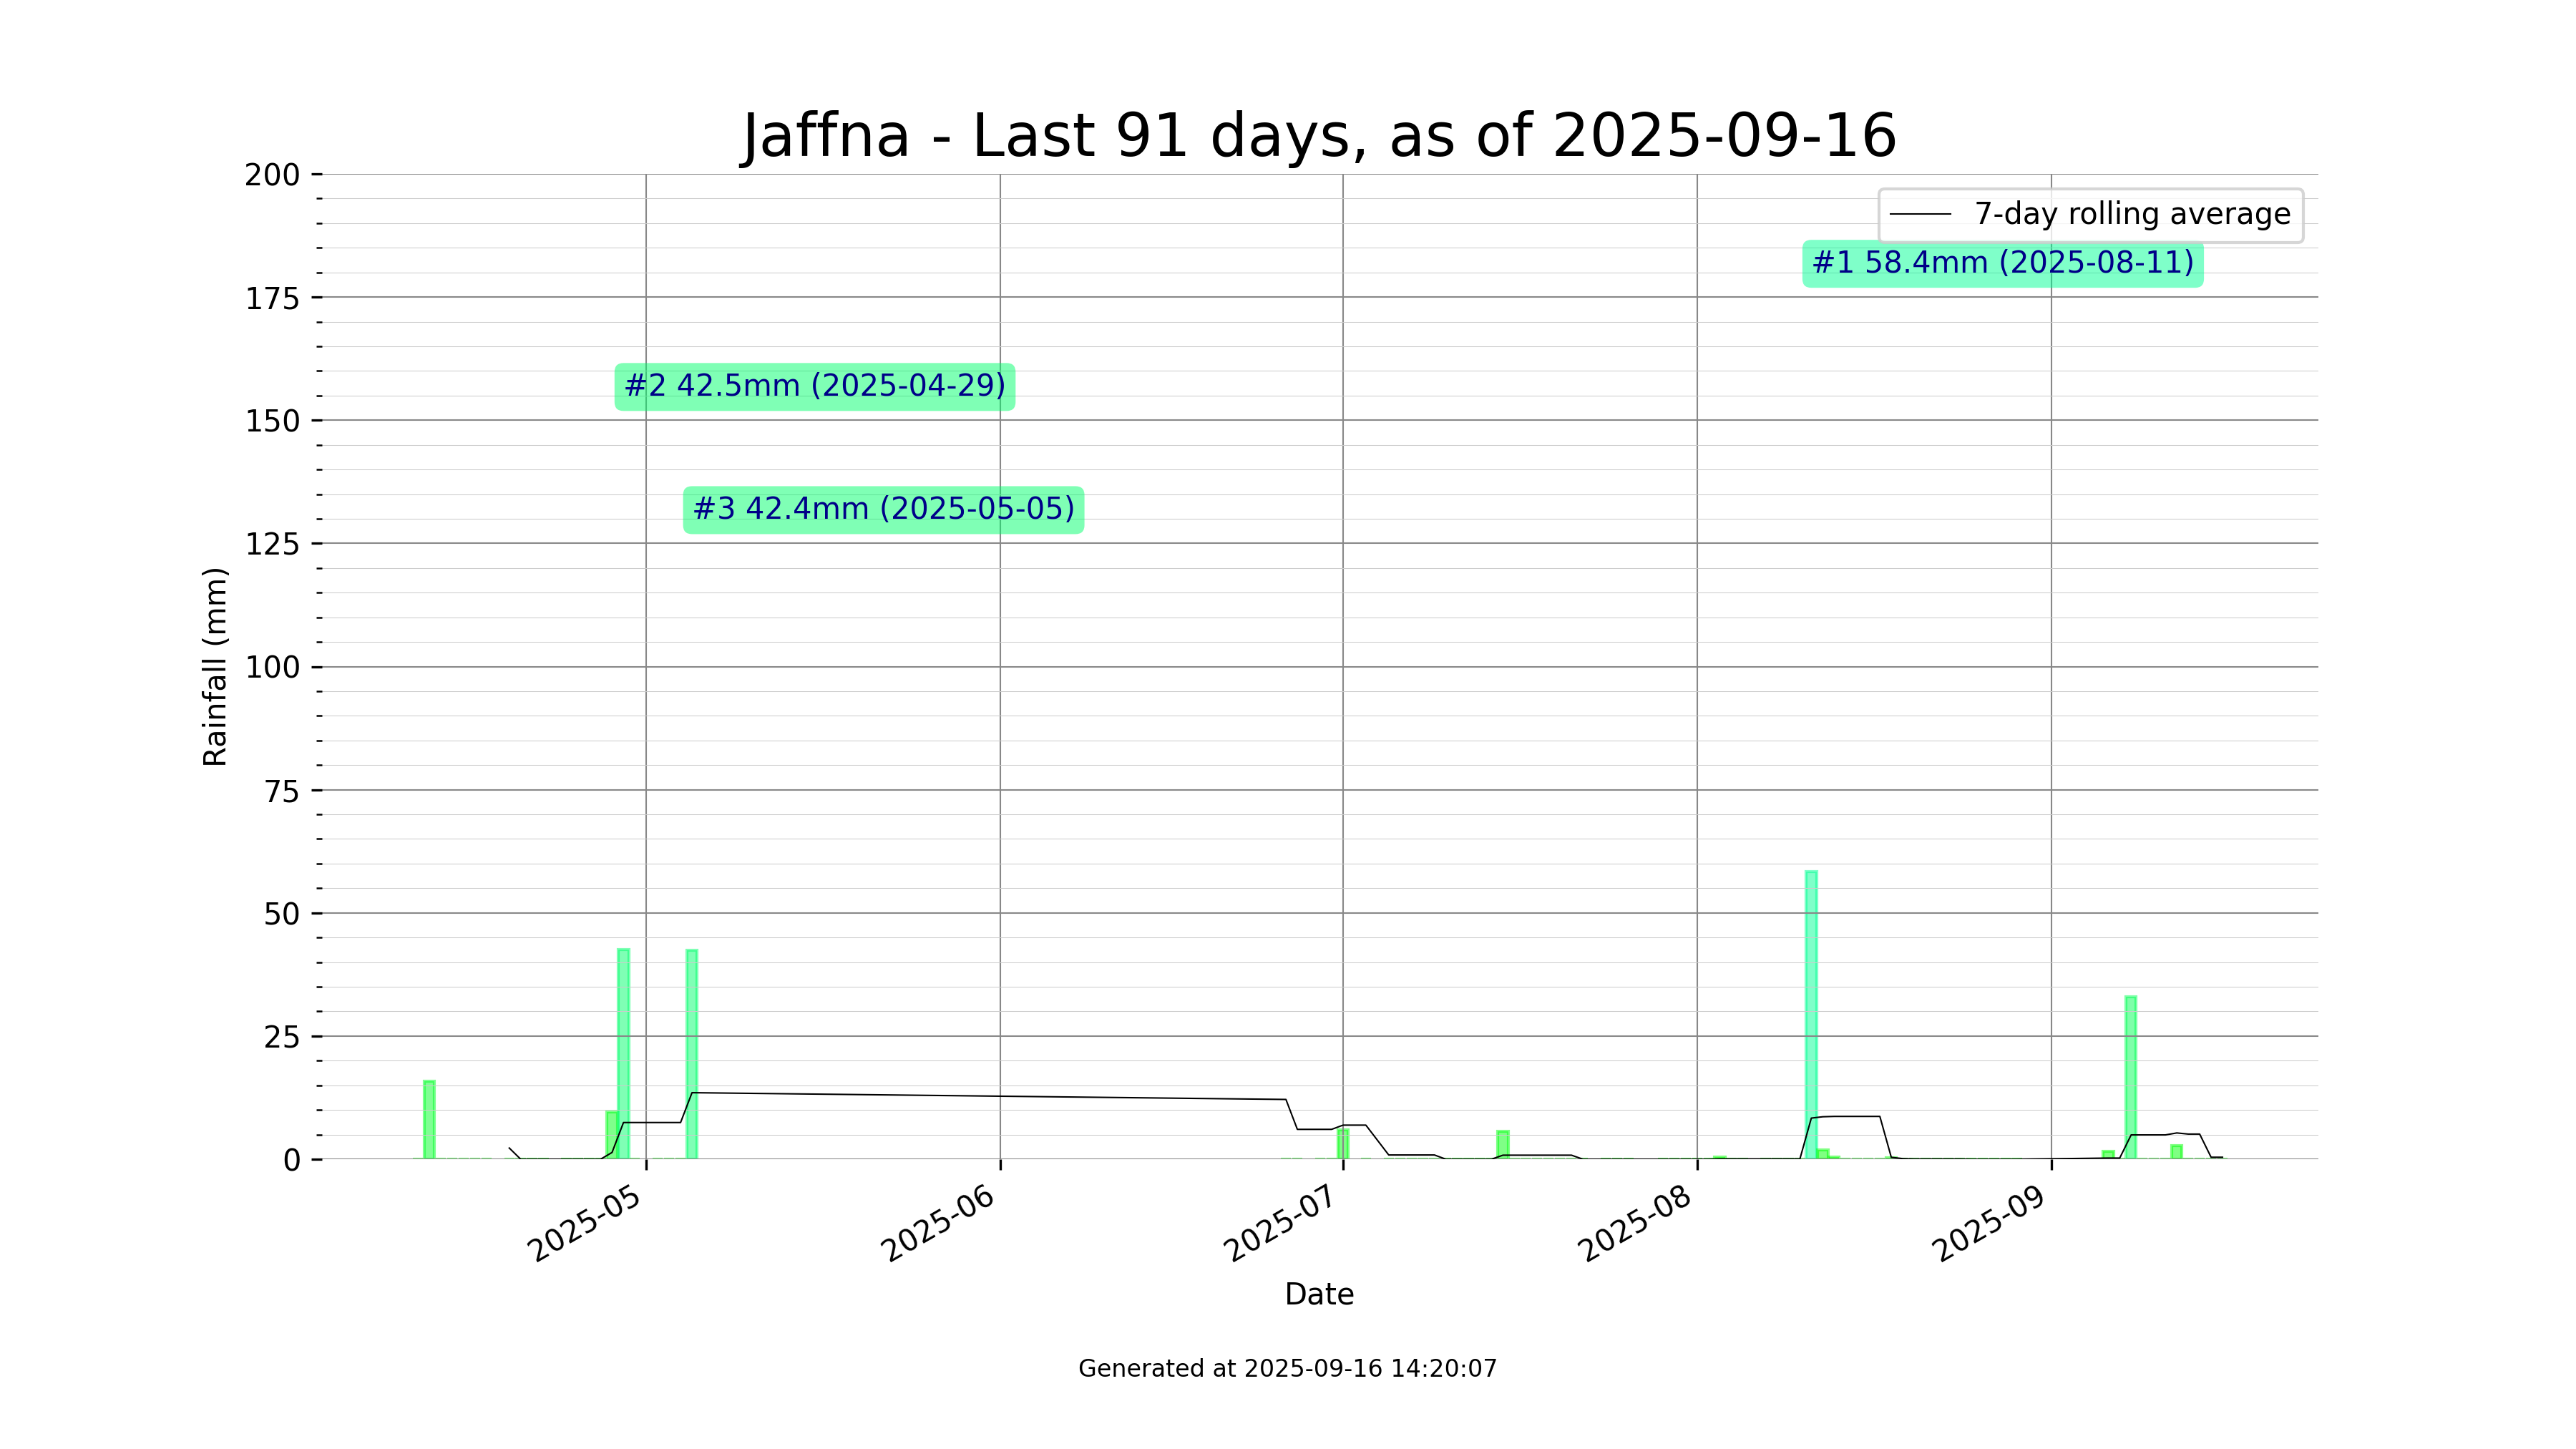 Jaffna - Last 91 days, as of 2025-09-16
200
175
150
125
100
75
50
25
0
Rainfall (mm)
7-day rolling average
#1 58.4mm (2025-08-11)
#2 42.5mm (2025-04-29)
#3 42.4mm (2025-05-05)
2025-05
2025-06
2025-07
2025-08
2025-09
Date
Generated at 2025-09-16 14:20:07